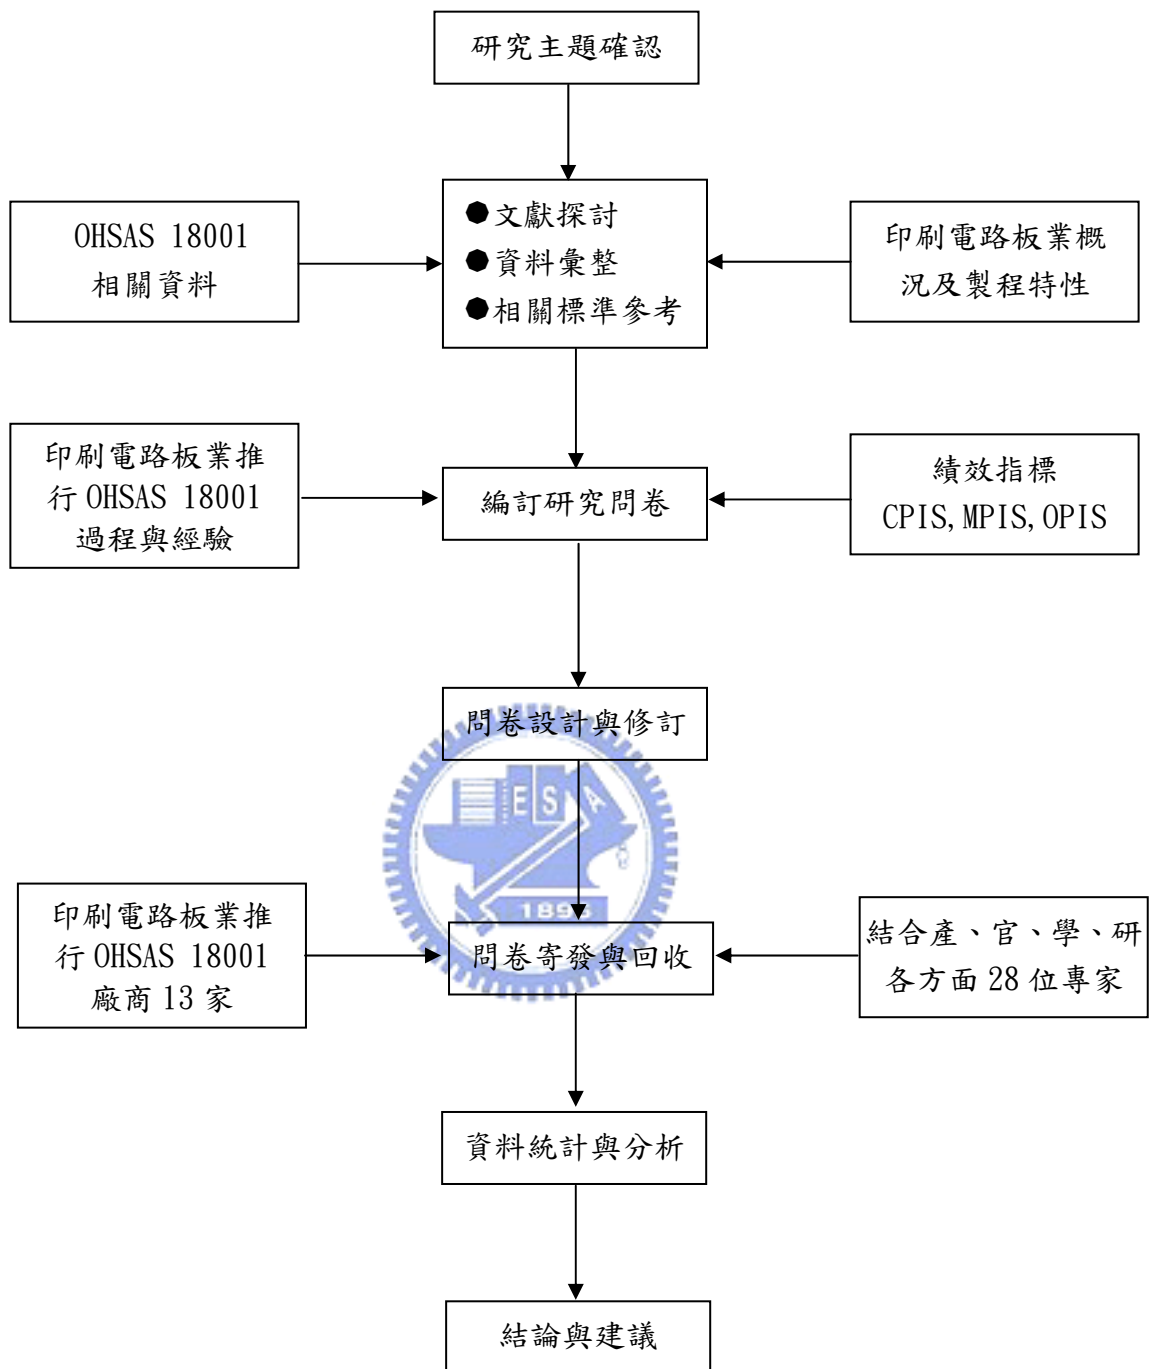 研究主題確認
OHSAS 18001
相關資料
●文獻探討
●資料彙整
●相關標準參考
印刷電路板業概
況及製程特性
印刷電路板業推
行 OHSAS 18001
過程與經驗
編訂研究問卷
績效指標
CPIS,MPIS,OPIS
問卷設計與修訂
E S A
1896
印刷電路板業推
行 OHSAS 18001
廠商 13 家
問卷寄發與回收
結合產、官、學、研
各方面 28 位專家
資料統計與分析
結論與建議